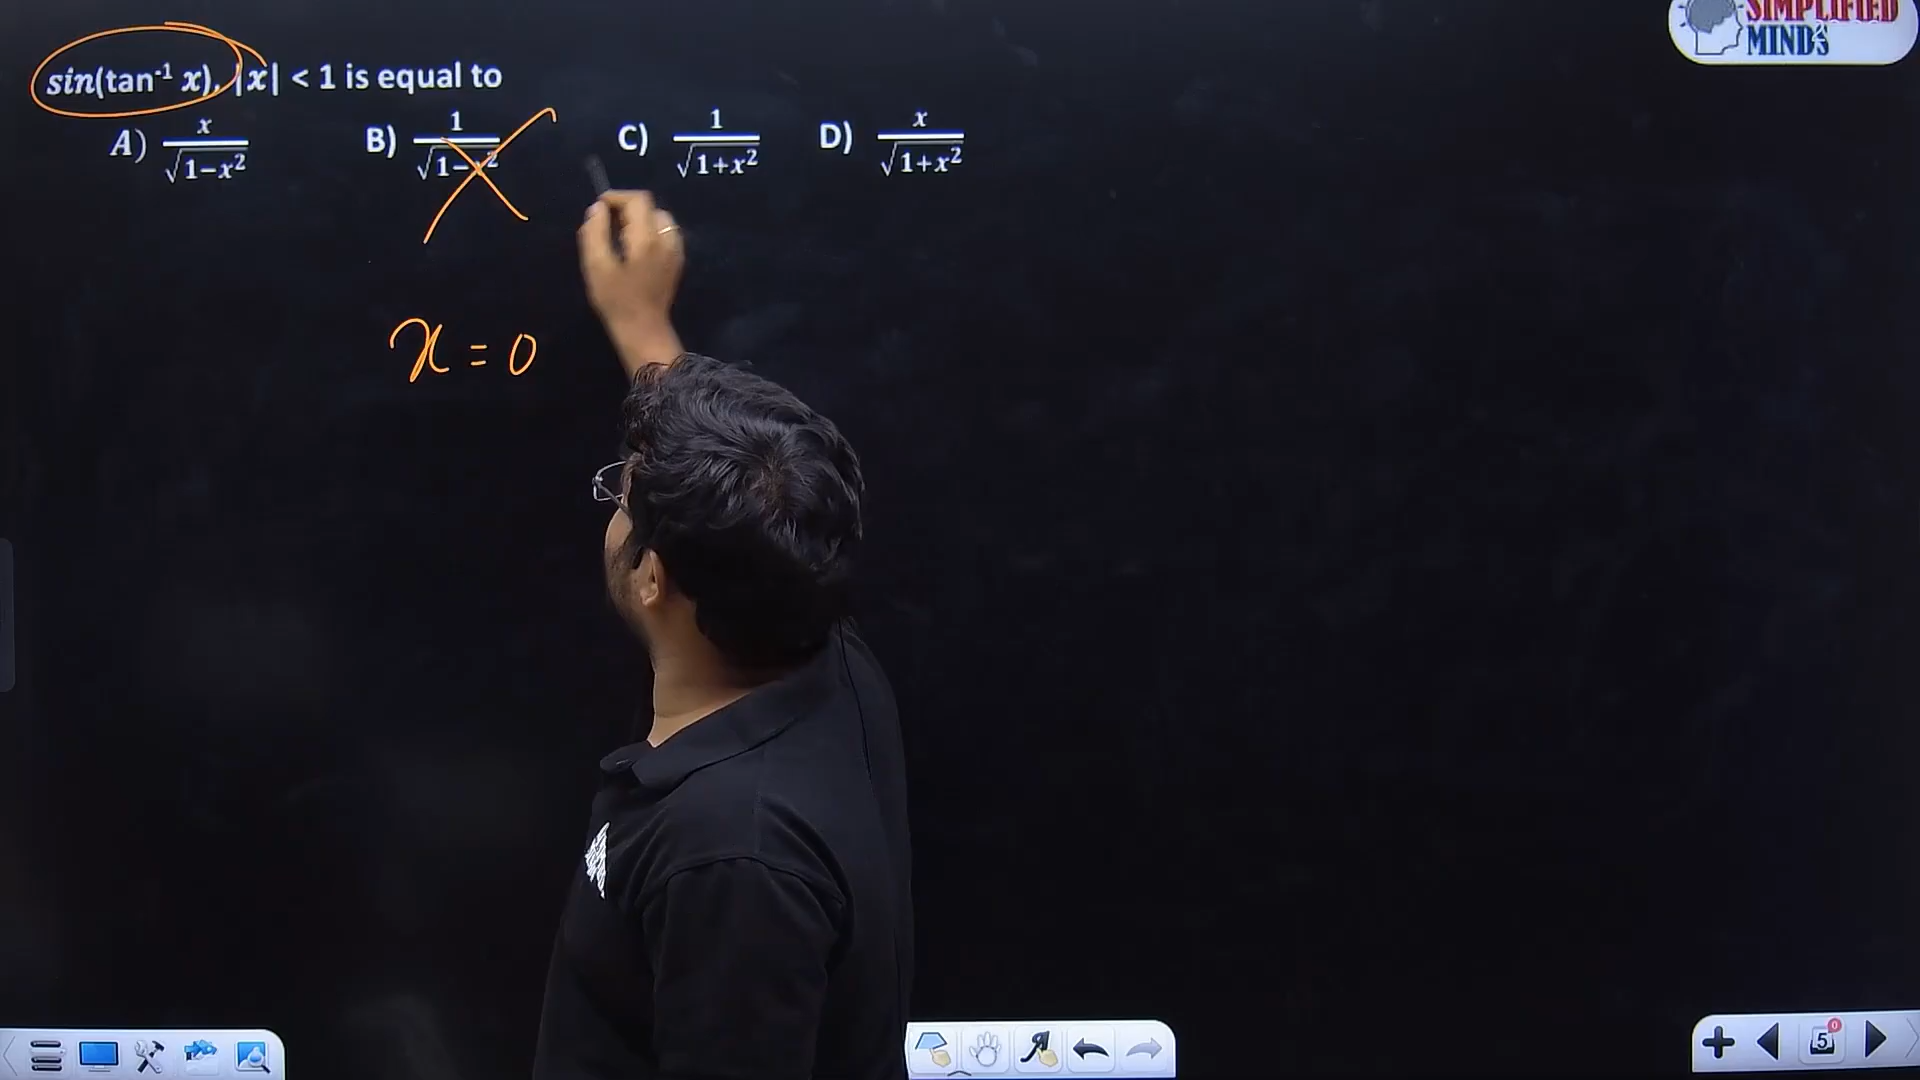 SIMPLIFIED
MINDS
sin(tan⁻¹ x), |x| < 1 is equal to
A) x/√1−x² B) 1/√1−x² C) 1/√1+x² D) x/√1+x²
x = 0
5
0